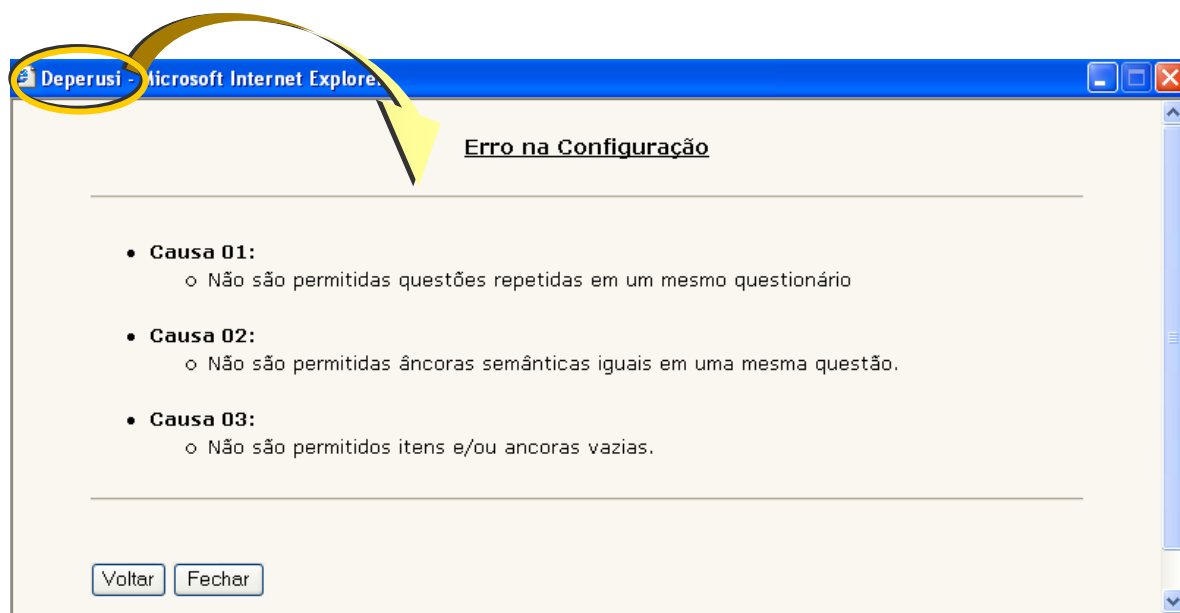 Deperusi - Microsoft Internet Explorer
Erro na Configuração
Causa 01:
Não são permitidas questões repetidas em um mesmo questionário
Causa 02:
Não são permitidas âncoras semânticas iguais em uma mesma questão.
Causa 03:
Não são permitidos itens e/ou ancoras vazias.
Voltar Fechar